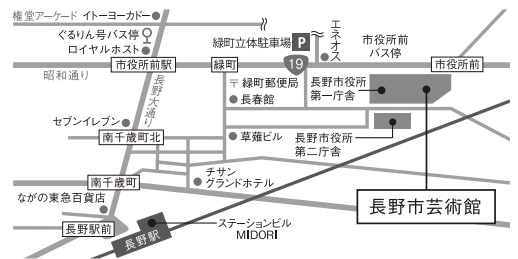 権堂アーケード
イトーヨーカドー
ぐるりん号バス停
ロイヤルホスト
緑町立体駐車場
P
エネオス
市役所前
バス停
昭和通り
市役所前駅
緑町
19
市役所前
長野大通り
〒緑町郵便局
長春館
長野市役所
第一庁舎
セブンイレブン
南千歳町北
草薙ビル
長野市役所
第二庁舎
南千歳町
チサン
グランドホテル
長野市芸術館
ながの東急百貨店
長野駅前
長野駅
ステーションビル
MIDORI